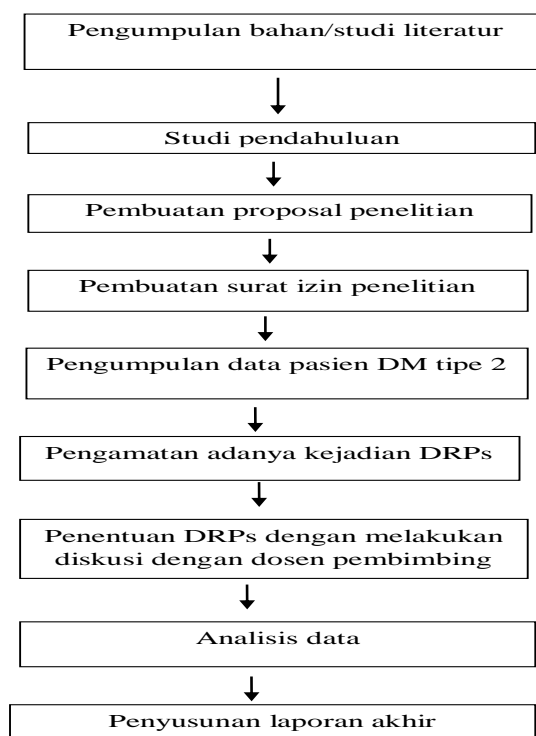 Pengumpulan bahan/studi literatur
Studi pendahuluan
Pembuatan proposal penelitian
Pembuatan surat izin penelitian
Pengumpulan data pasien DM tipe 2
Pengamatan adanya kejadian DRPs
Penentuan DRPs dengan melakukan
diskusi dengan dosen pembimbing
Analisis data
Penyusunan laporan akhir